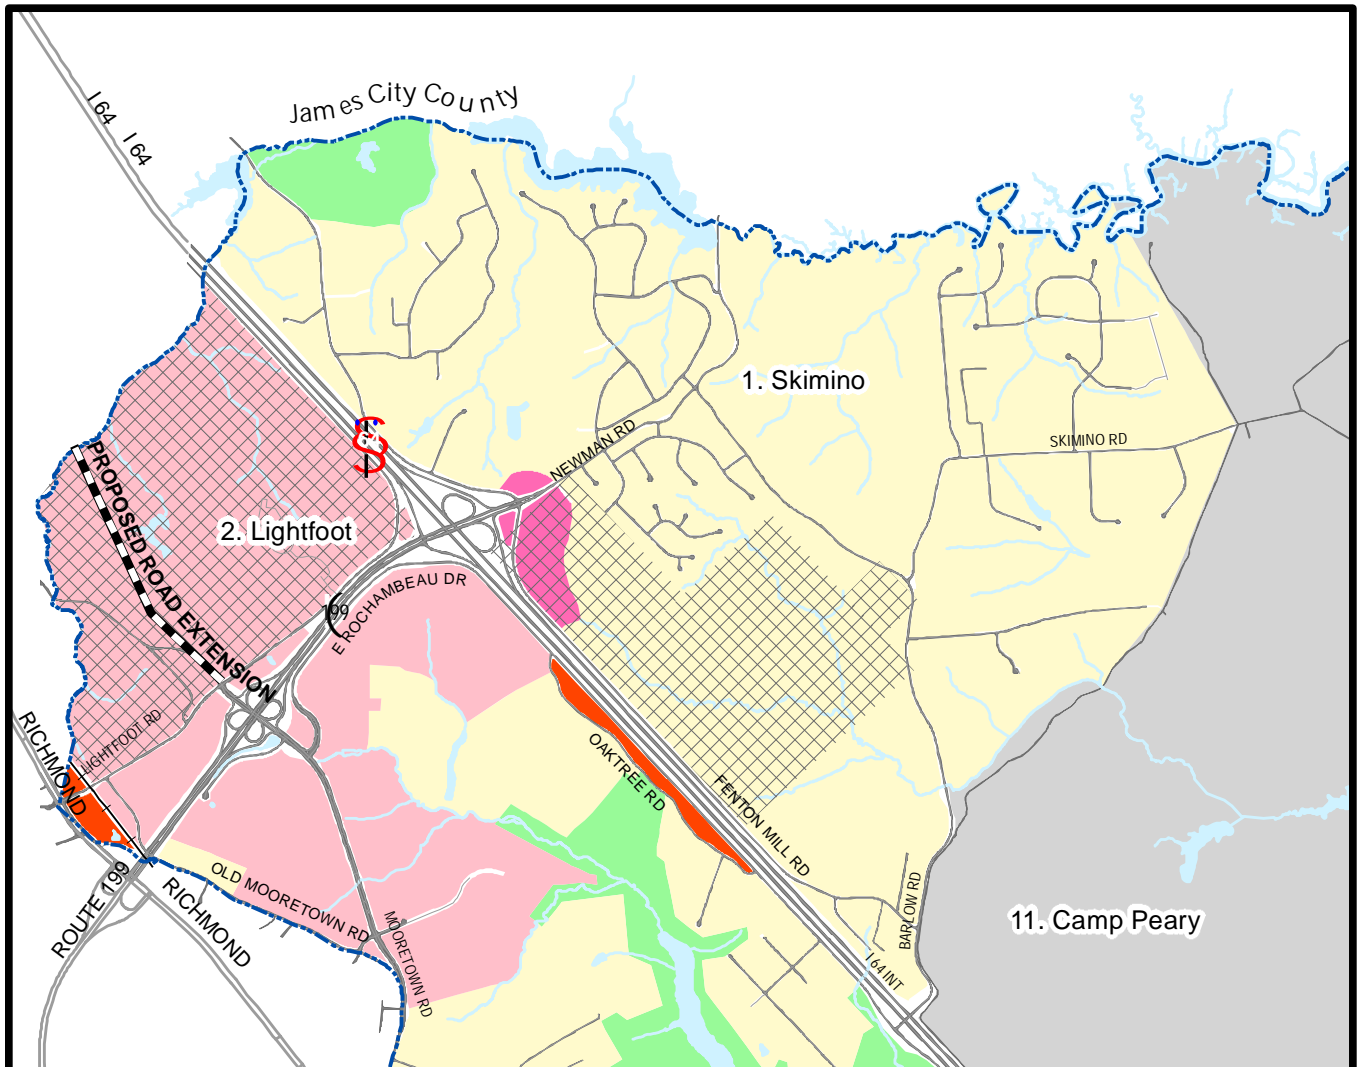 James City County
I 64
I 64
1. Skimino
NEWMAN RD
SKIMINO RD
2. Lightfoot
PROPOSED ROAD EXTENSION
199
E ROCHAMBEAU DR
LIGHTFOOT RD
RICHMOND
OAKTREE RD
FENTON MILL RD
OLD MOORETOWN RD
ROUTE 199
RICHMOND
MOORETOWN RD
BARLOW RD
11. Camp Peary
I 64 INT